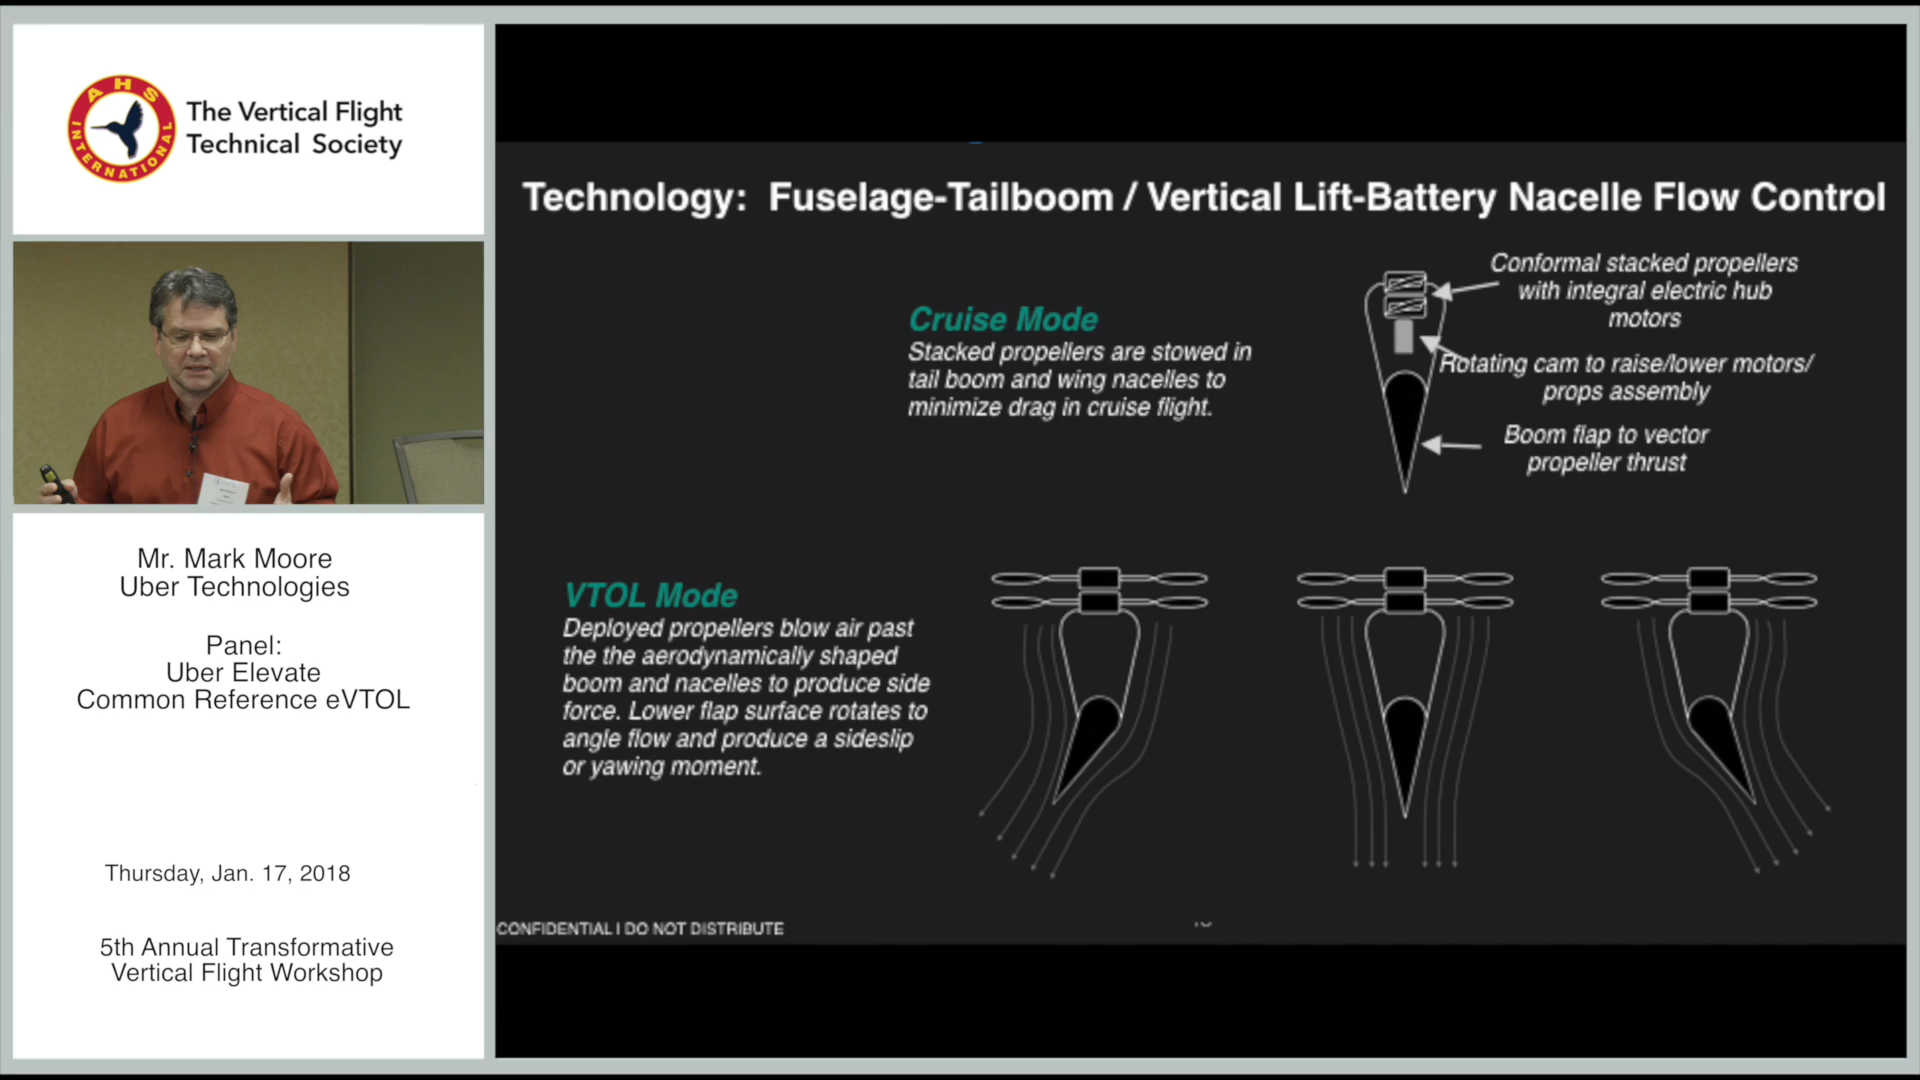 AHS
INTERNATIONAL
The Vertical Flight
Technical Society
Mr. Mark Moore
Uber Technologies
Panel:
Uber Elevate
Common Reference eVTOL
Thursday, Jan. 17, 2018
5th Annual Transformative
Vertical Flight Workshop
Technology: Fuselage-Tailboom / Vertical Lift-Battery Nacelle Flow Control
Cruise Mode
Stacked propellers are stowed in
tail boom and wing nacelles to
minimize drag in cruise flight.
Conformal stacked propellers
with integral electric hub
motors
Rotating cam to raise/lower motors/
props assembly
Boom flap to vector
propeller thrust
VTOL Mode
Deployed propellers blow air past
the the aerodynamically shaped
boom and nacelles to produce side
force. Lower flap surface rotates to
angle flow and produce a sideslip
or yawing moment.
CONFIDENTIAL I DO NOT DISTRIBUTE